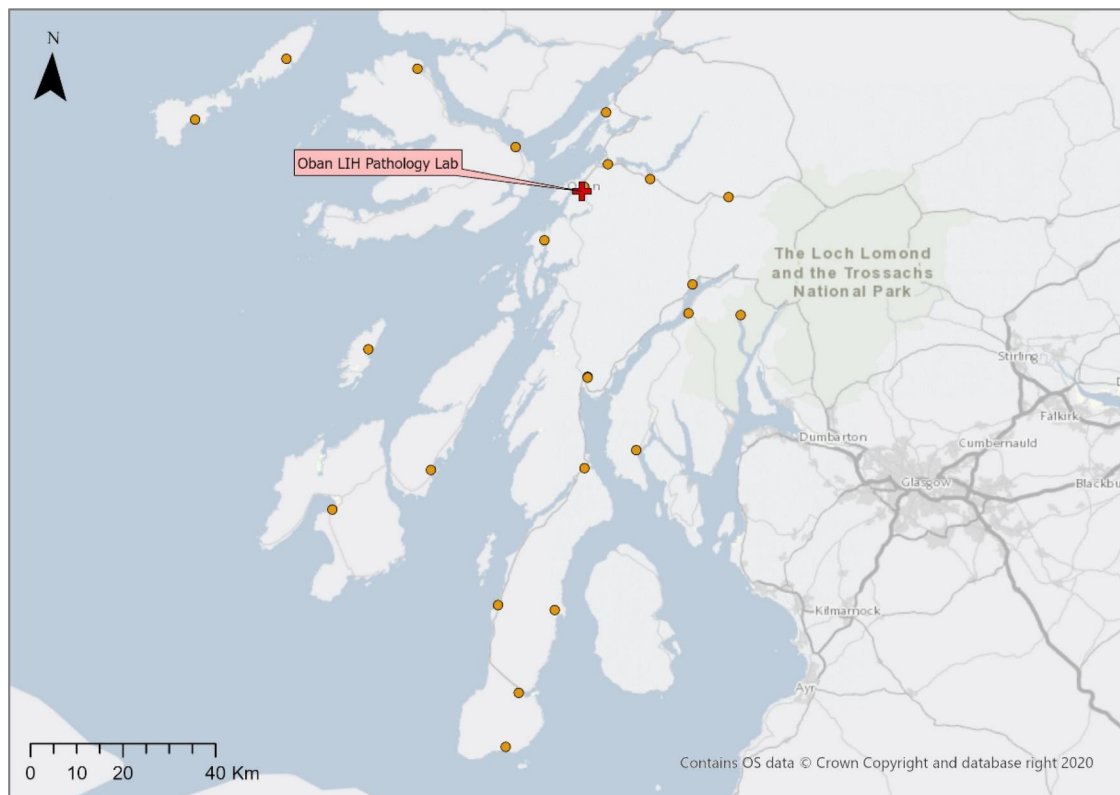 N
Oban LIH Pathology Lab
The Loch Lomond
and the Trossachs
National Park
Stirling
Falkirk
Dumbarton
Cumbernauld
Glasgow
Kilmarnock
Ayr
0 10 20 40 Km
Contains OS data © Crown Copyright and database right 2020